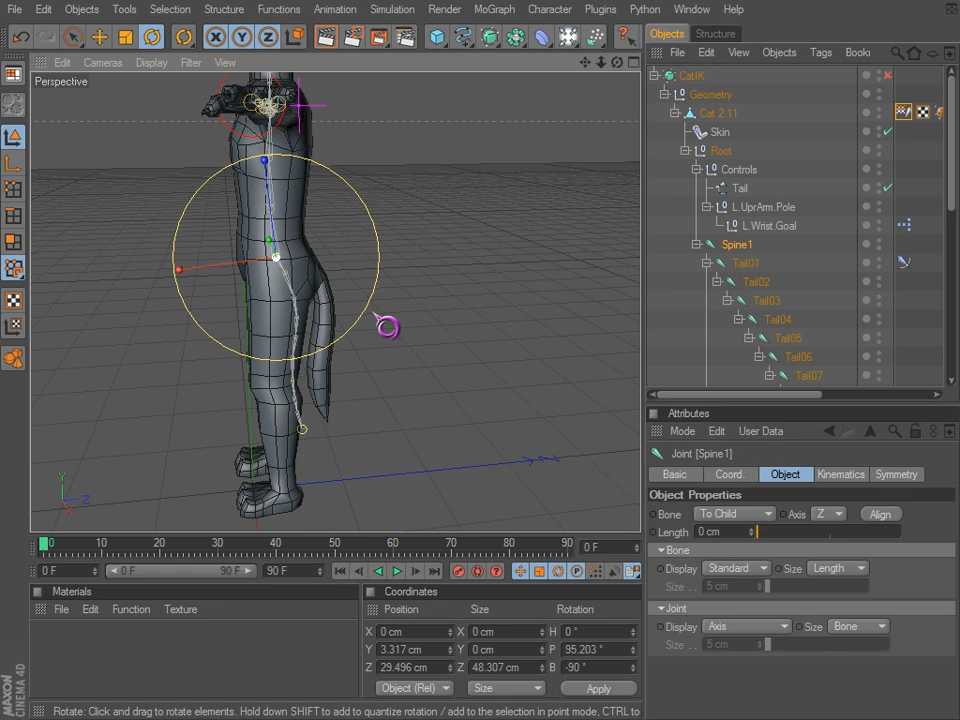 File Edit Objects Tools Selection Structure Functions Animation Simulation Render MoGraph Character Plugins Python Window Help
X Y Z
Objects Structure
Edit Cameras Display Filter View
File Edit View Objects Tags Booki
Perspective
CatIK
Geometry
Cat 2.11
Skin
Root
Controls
Tail
L.UprArm.Pole
L.Wrist.Goal
Spine1
Tail01
Tail02
Tail03
Tail04
Tail05
Tail06
Tail07
Y Z X
Attributes
Mode Edit User Data
Joint [Spine1]
Basic Coord. Object Kinematics Symmetry
Object Properties
Bone To Child Axis Z Align
Length 0 cm
Bone
Display Standard Size Length
Size . . 5 cm
Joint
Display Axis Size Bone
Size . . 5 cm
0 10 20 30 40 50 60 70 80 90 0 F
0 F 0 F 90 F 90 F
Materials
File Edit Function Texture
Coordinates
Position Size Rotation
X 0 cm X 0 cm H 0 °
Y 3.317 cm Y 0 cm P 95.203 °
Z 29.496 cm Z 48.307 cm B -90 °
Object (Rel) Size Apply
MAXON CINEMA 4D
Rotate: Click and drag to rotate elements. Hold down SHIFT to add to quantize rotation / add to the selection in point mode, CTRL to